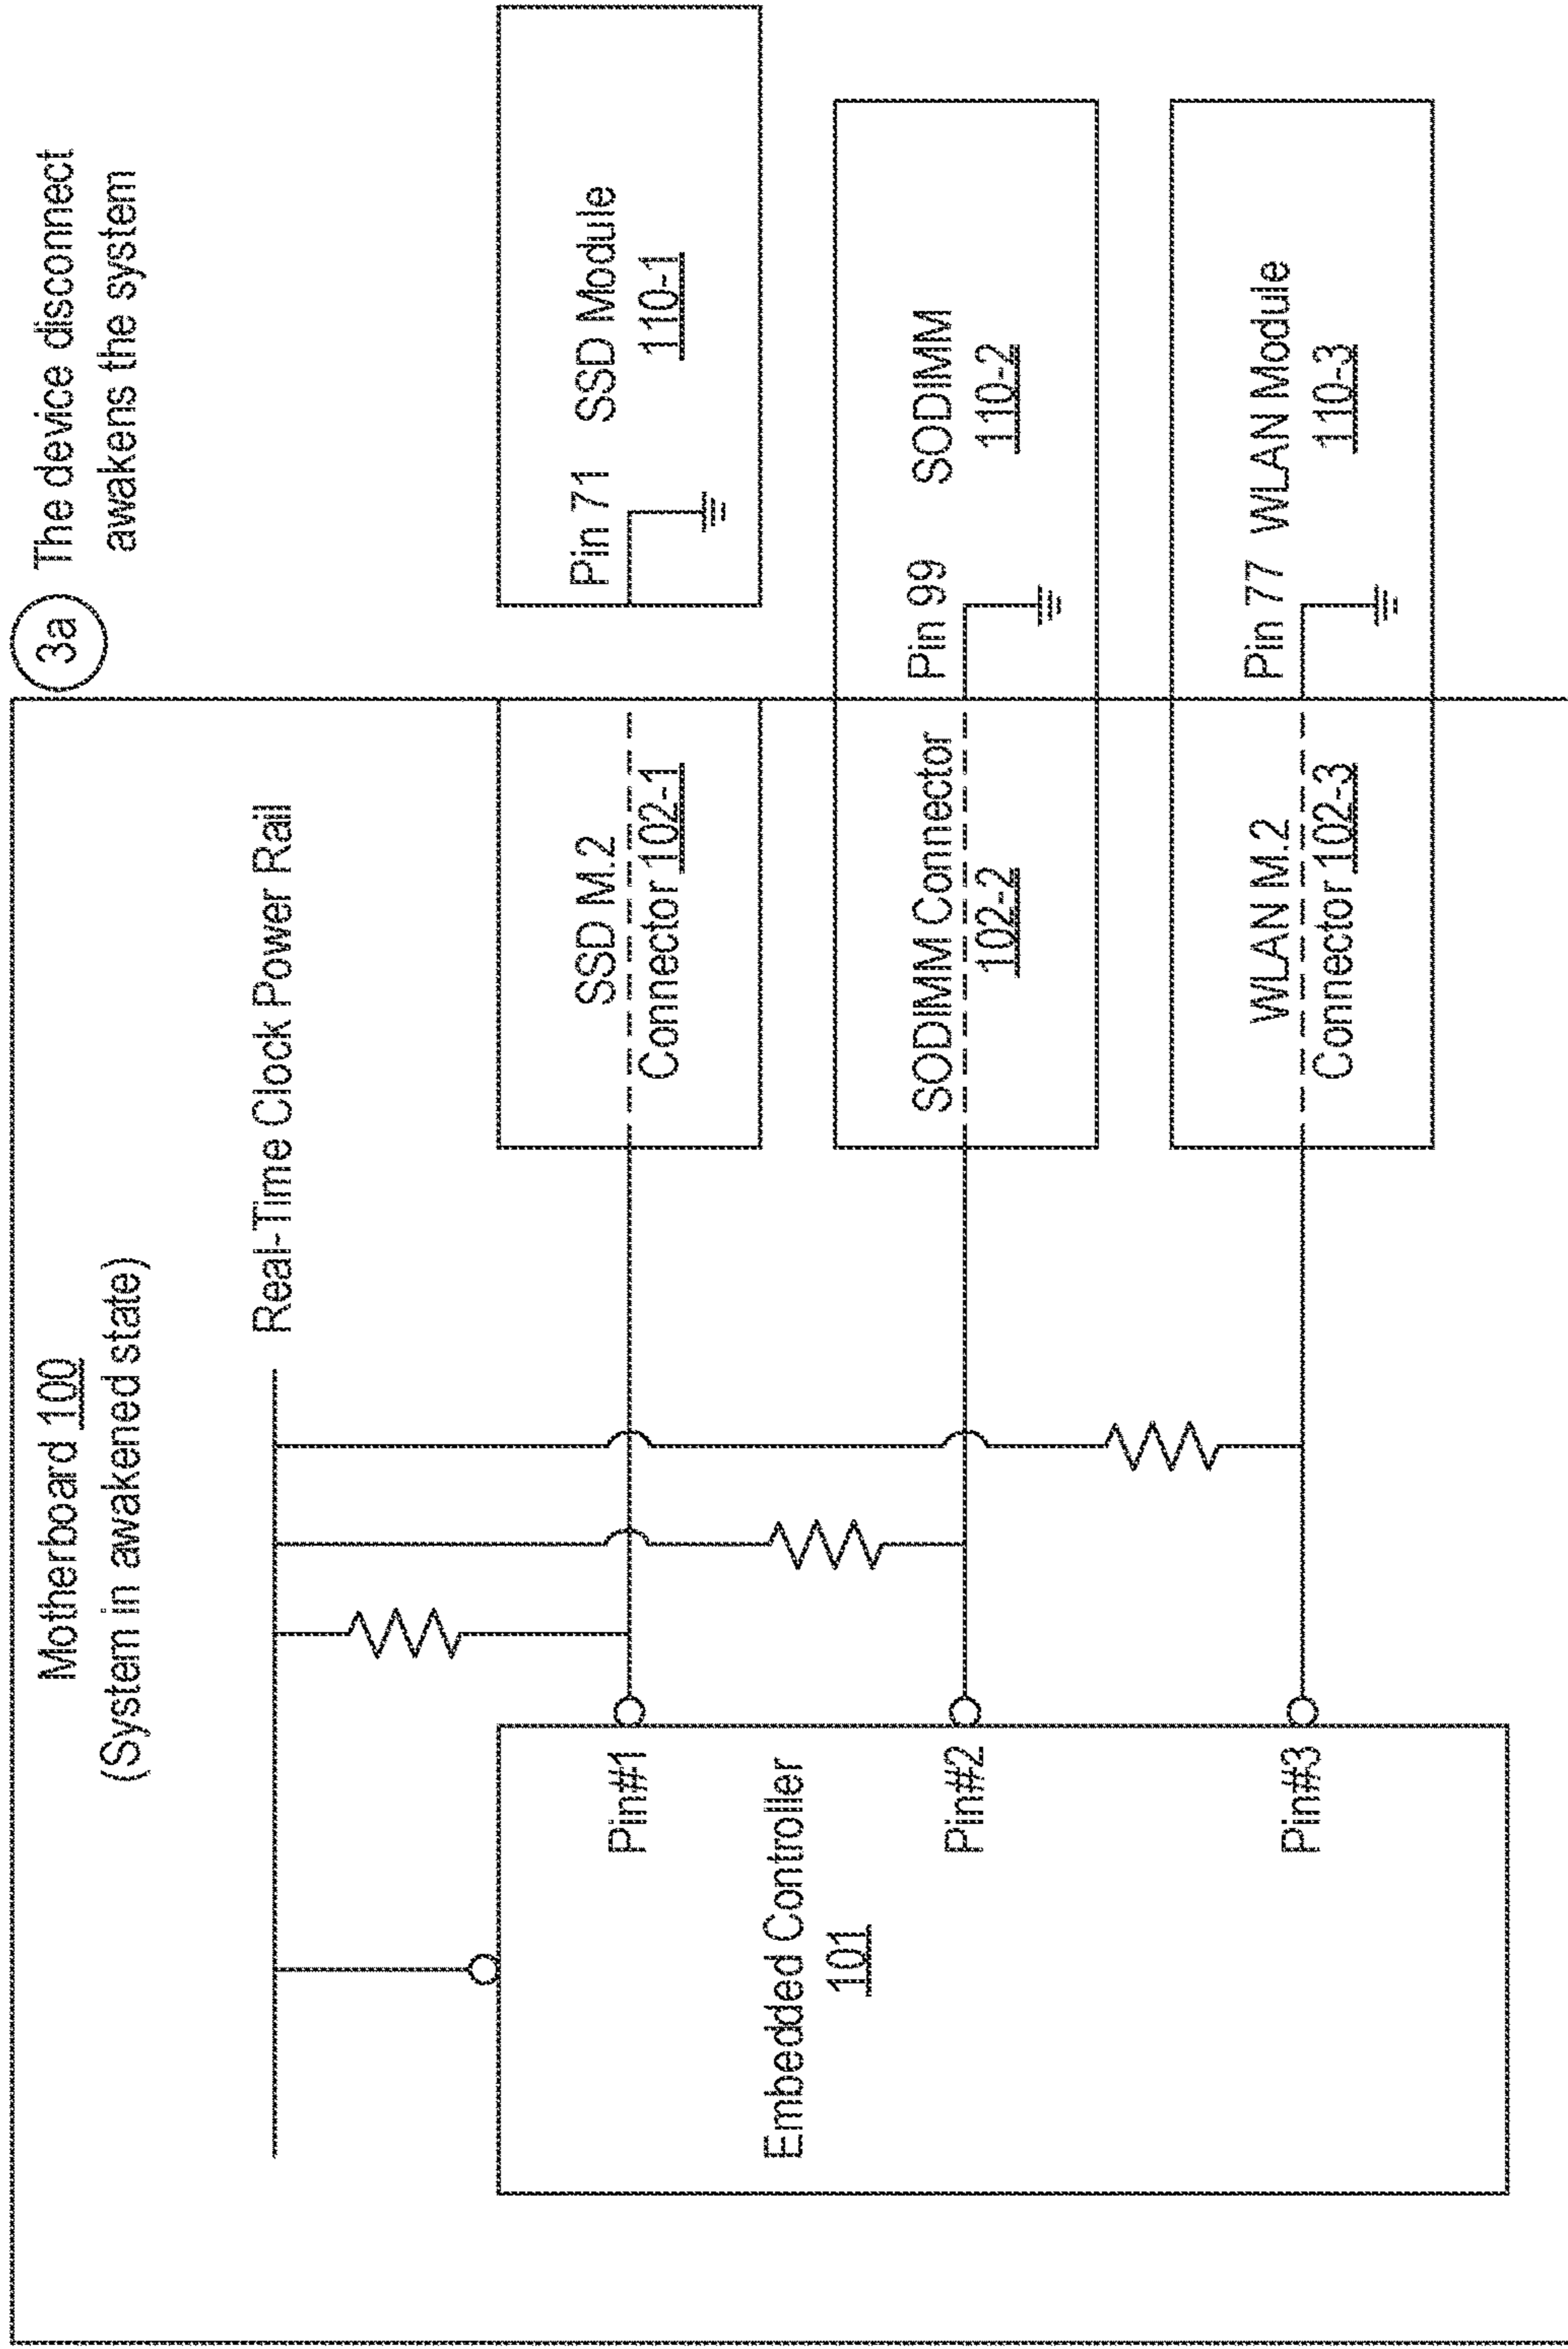 Motherboard 100
(System in awakened state)
3a
The device disconnect
awakens the system
Real-Time Clock Power Rail
Embedded Controller
101
Pin#1
Pin#2
Pin#3
SSD M.2
Connector 102-1
Pin 71
SSD Module
110-1
SODIMM Connector
102-2
Pin 99
SODIMM
110-2
WLAN M.2
Connector 102-3
Pin 77
WLAN Module
110-3